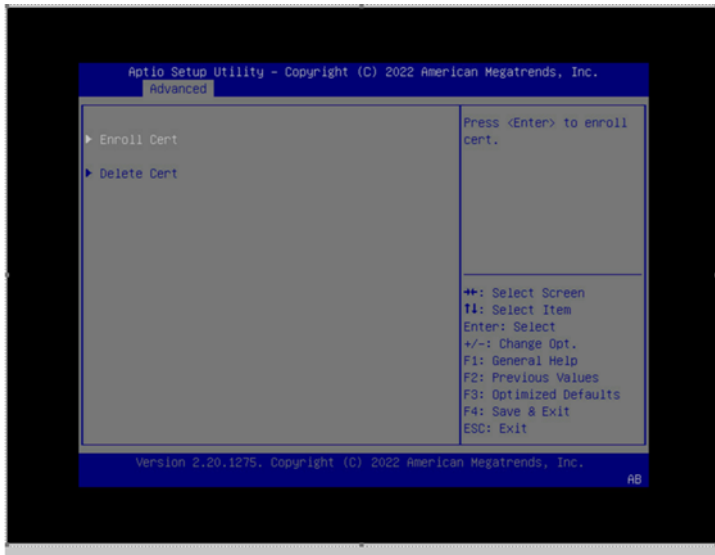 Aptio Setup Utility - Copyright (C) 2022 American Megatrends, Inc.
Advanced
Enroll Cert
Delete Cert
Press <Enter> to enroll
cert.
→←: Select Screen
↑↓: Select Item
Enter: Select
+/-: Change Opt.
F1: General Help
F2: Previous Values
F3: Optimized Defaults
F4: Save & Exit
ESC: Exit
Version 2.20.1275. Copyright (C) 2022 American Megatrends, Inc.
AB